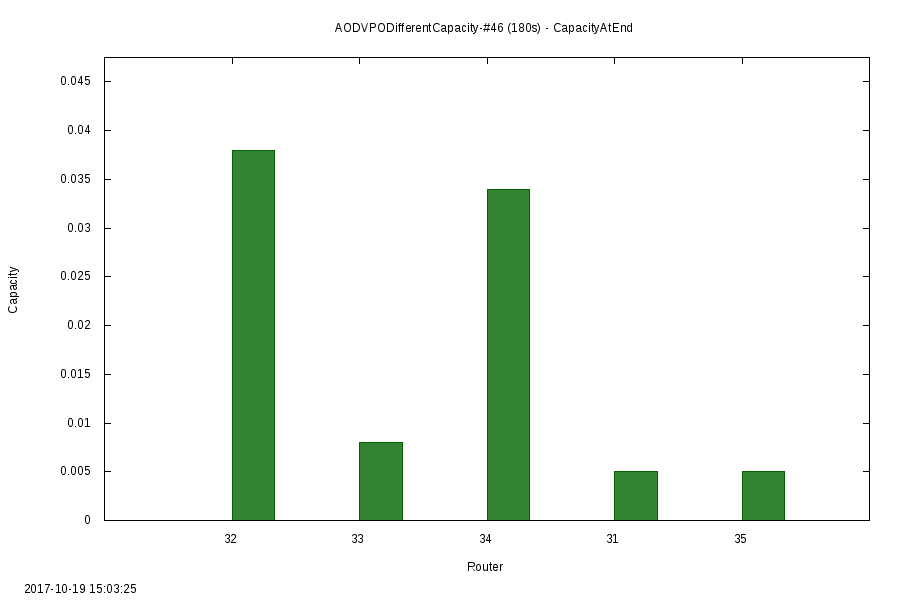 AODVPODifferentCapacity-#46 (180s) - CapacityAtEnd
0.045
0.04
0.035
0.03
0.025
0.02
0.015
0.01
0.005
0
Capacity
32 33 34 31 35
Router
2017-10-19 15:03:25